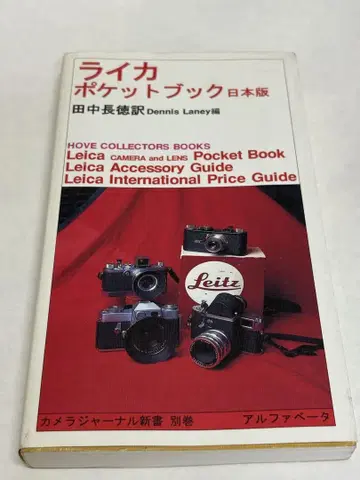 ライカ
ポケットブック 日本版
田中長徳訳 Dennis Laney編
HOVE COLLECTORS BOOKS
Leica CAMERA and LENS Pocket Book
Leica Accessory Guide
Leica International Price Guide
Leitz
カメラジャーナル新書 別巻 アルファベータ